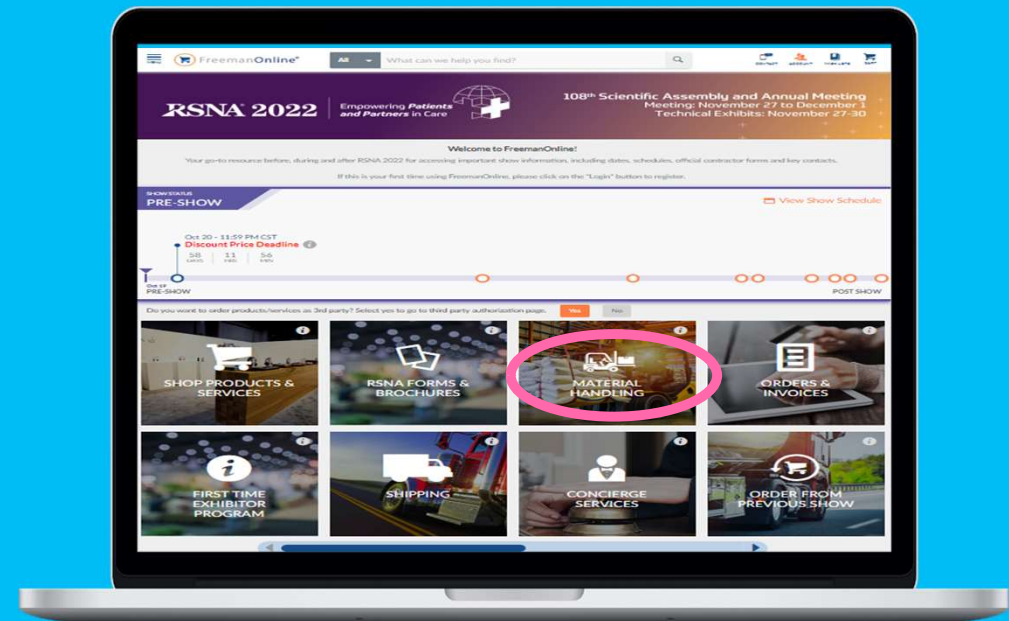 FreemanOnline®
All
What can we help you find?
RSNA® 2022
Empowering Patients
and Partners in Care
108th Scientific Assembly and Annual Meeting
Meeting: November 27 to December 1
Technical Exhibits: November 27-30
Welcome to FreemanOnline!
Your go-to resource before, during and after RSNA 2022 for accessing important show information, including dates, schedules, official contractor forms and key contacts.
If this is your first time using FreemanOnline, please click on the "Login" button to register.
SHOW STATUS
PRE-SHOW
View Show Schedule
Oct 20 - 11:59 PM CST
Discount Price Deadline
58 11 56
DAYS HRS MIN
Oct 19
PRE-SHOW
POST SHOW
Do you want to order products/services as 3rd party? Select yes to go to third party authorization page.
Yes
No
SHOP PRODUCTS &
SERVICES
RSNA FORMS &
BROCHURES
MATERIAL
HANDLING
ORDERS &
INVOICES
FIRST TIME
EXHIBITOR
PROGRAM
SHIPPING
CONCIERGE
SERVICES
ORDER FROM
PREVIOUS SHOW